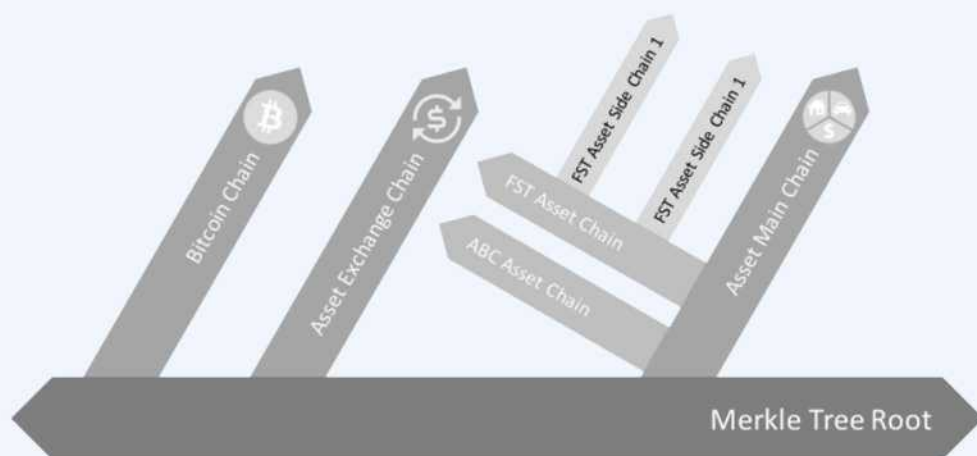 Bitcoin Chain
Asset Exchange Chain
FST Asset Side Chain 1
FST Asset Side Chain 1
FST Asset Chain
ABC Asset Chain
Asset Main Chain
Merkle Tree Root